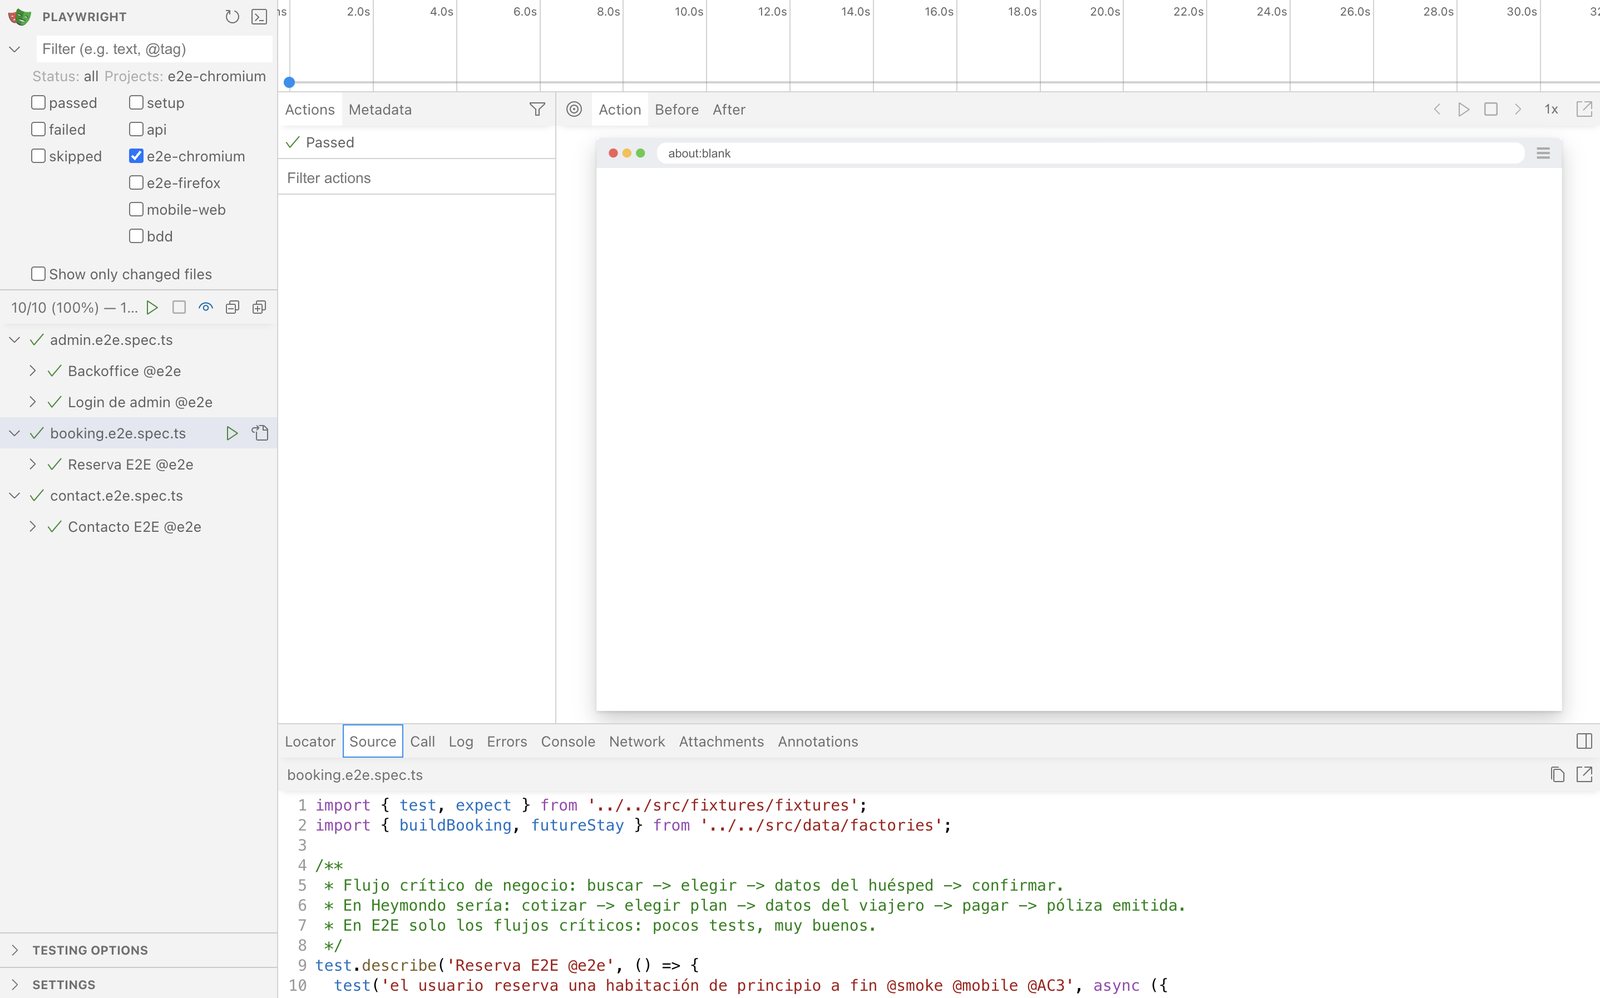 PLAYWRIGHT
Filter (e.g. text, @tag)
Status: all Projects: e2e-chromium
passed
setup
failed
api
skipped
e2e-chromium
e2e-firefox
mobile-web
bdd
Show only changed files
10/10 (100%) — 1...
admin.e2e.spec.ts
Backoffice @e2e
Login de admin @e2e
booking.e2e.spec.ts
Reserva E2E @e2e
contact.e2e.spec.ts
Contacto E2E @e2e
TESTING OPTIONS
SETTINGS
2.0s 4.0s 6.0s 8.0s 10.0s 12.0s 14.0s 16.0s 18.0s 20.0s 22.0s 24.0s 26.0s 28.0s 30.0s
Actions Metadata
Passed
Filter actions
Action Before After
1x
about:blank
Locator Source Call Log Errors Console Network Attachments Annotations
booking.e2e.spec.ts
1 import { test, expect } from '../../src/fixtures/fixtures';
2 import { buildBooking, futureStay } from '../../src/data/factories';
3
4 /**
5 * Flujo crítico de negocio: buscar -> elegir -> datos del huésped -> confirmar.
6 * En Heymondo sería: cotizar -> elegir plan -> datos del viajero -> pagar -> póliza emitida.
7 * En E2E solo los flujos críticos: pocos tests, muy buenos.
8 */
9 test.describe('Reserva E2E @e2e', () => {
10 test('el usuario reserva una habitación de principio a fin @smoke @mobile @AC3', async ({